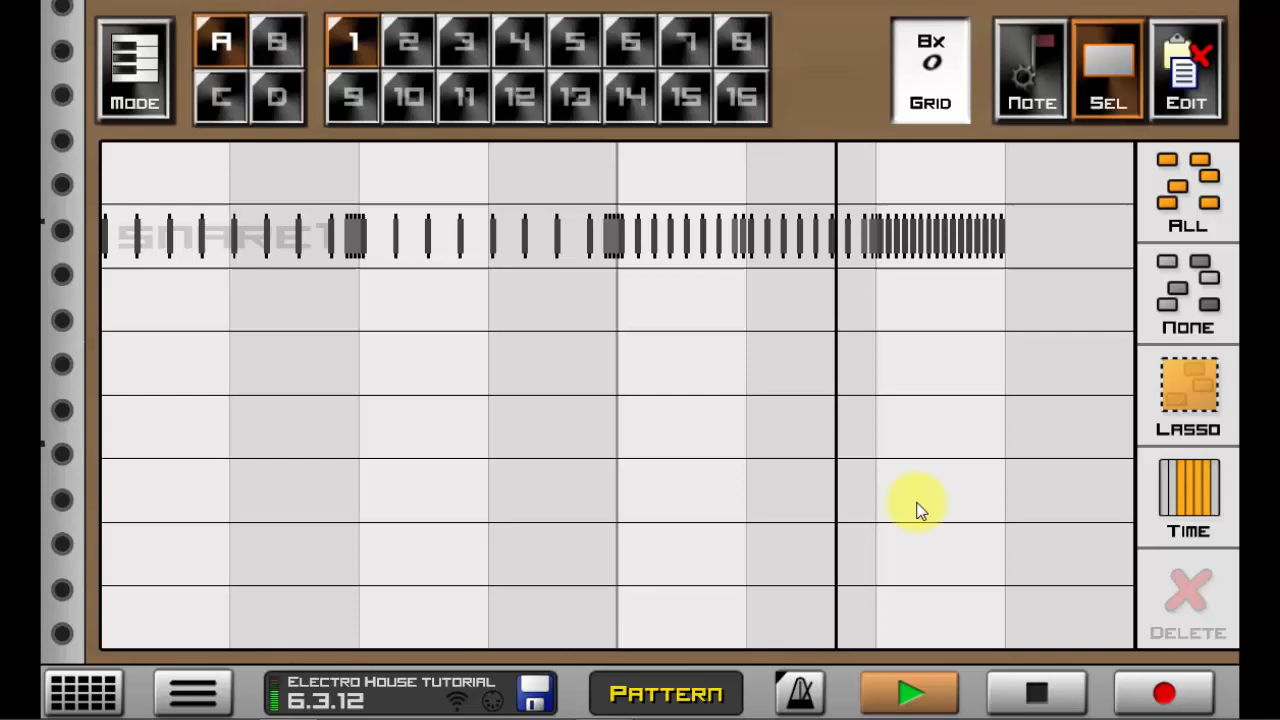 MODE
A B
C D
1 2 3 4 5 6 7 8
9 10 11 12 13 14 15 16
8x
GRID
NOTE
SEL
EDIT
SNARE1
ALL
NONE
LASSO
TIME
DELETE
ELECTRO HOUSE TUTORIAL
6.3.12
PATTERN